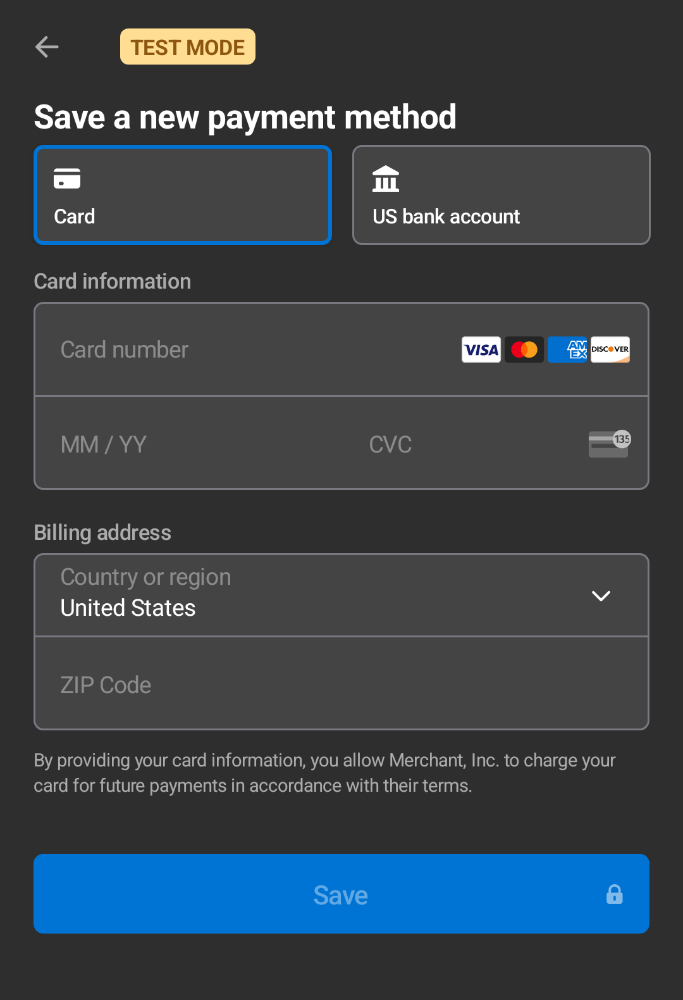 TEST MODE
Save a new payment method
Card
US bank account
Card information
Card number
VISA
AM
EX
DISCOVER
MM / YY
CVC
135
Billing address
Country or region
United States
ZIP Code
By providing your card information, you allow Merchant, Inc. to charge your
card for future payments in accordance with their terms.
Save